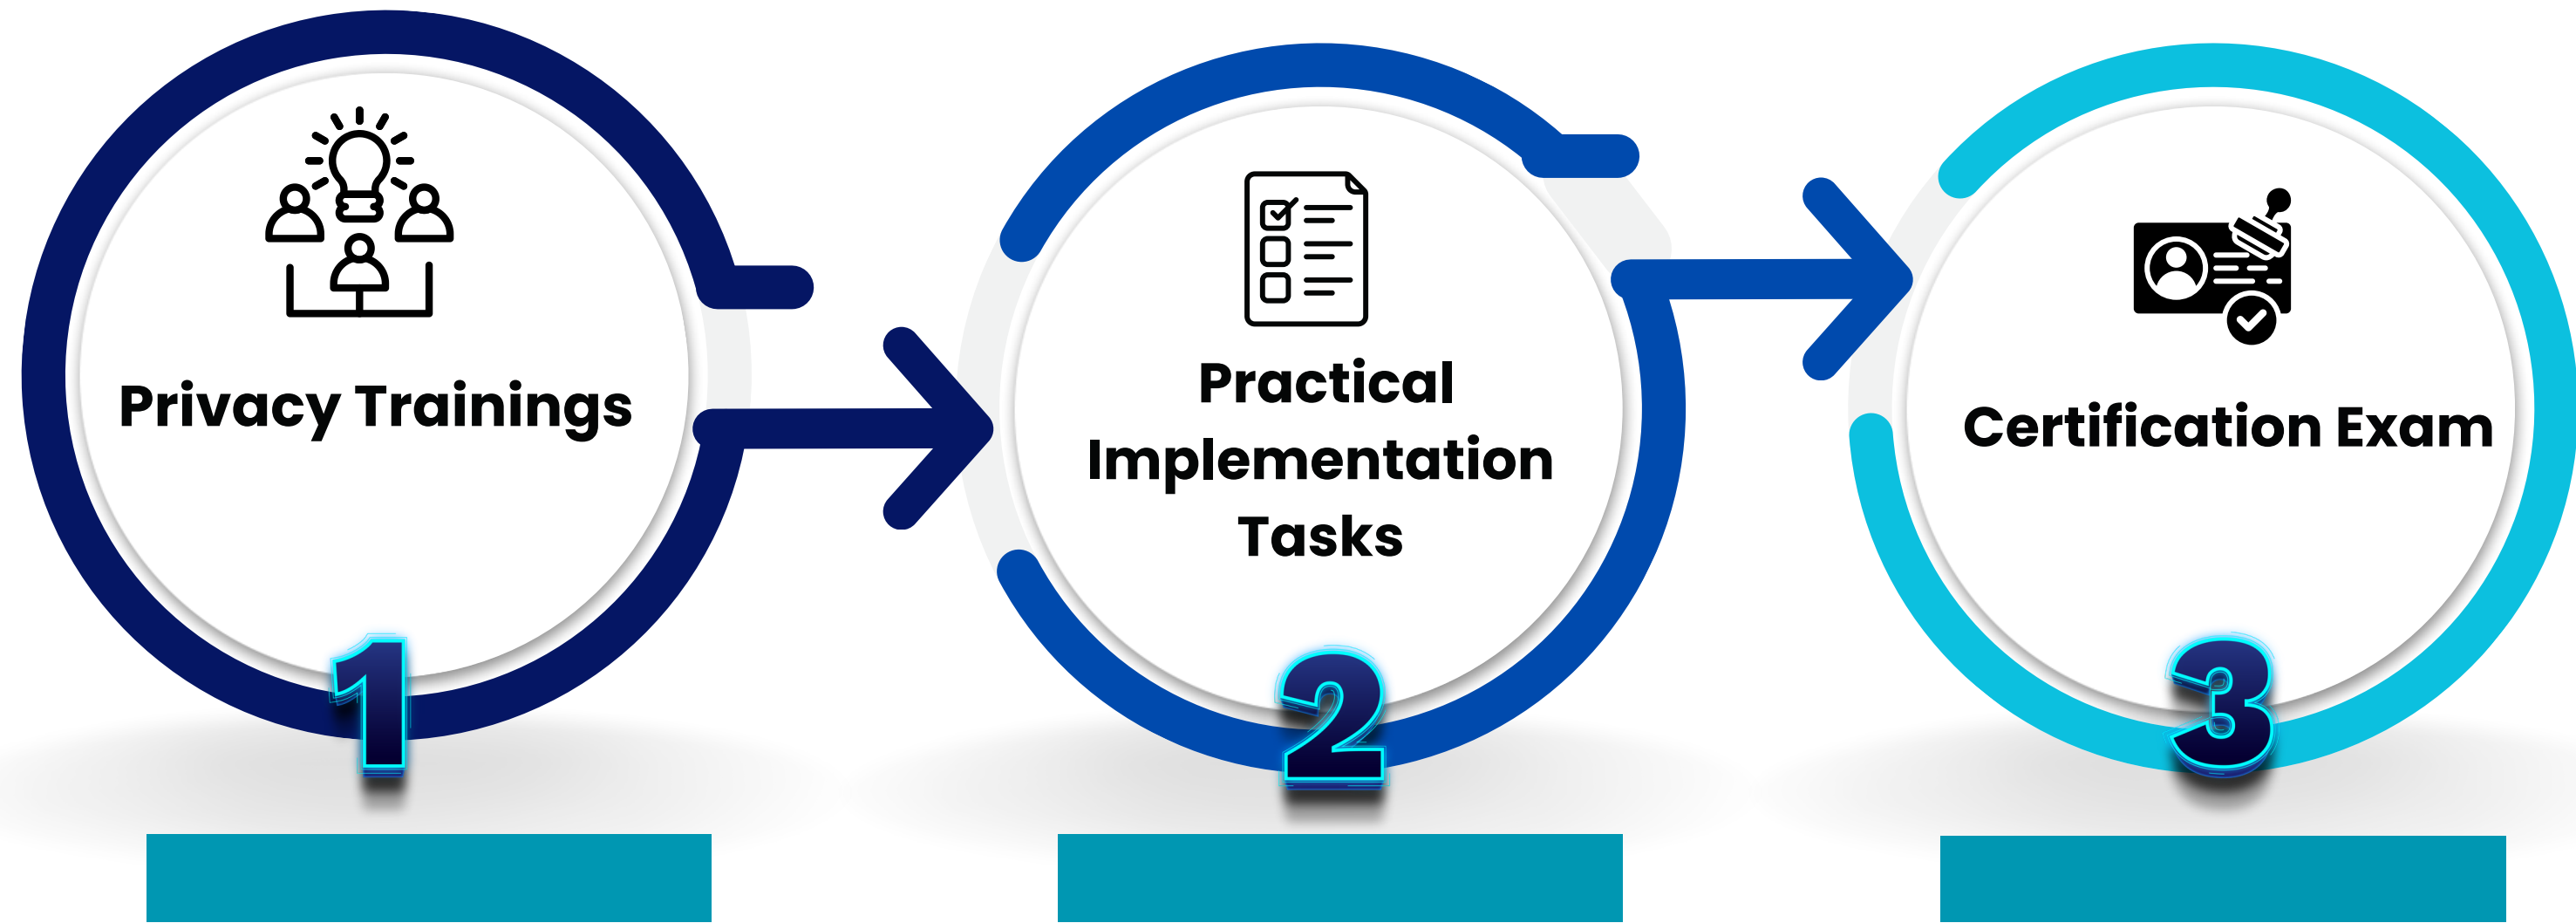 Privacy Trainings
1
Practical
Implementation
Tasks
2
Certification Exam
3